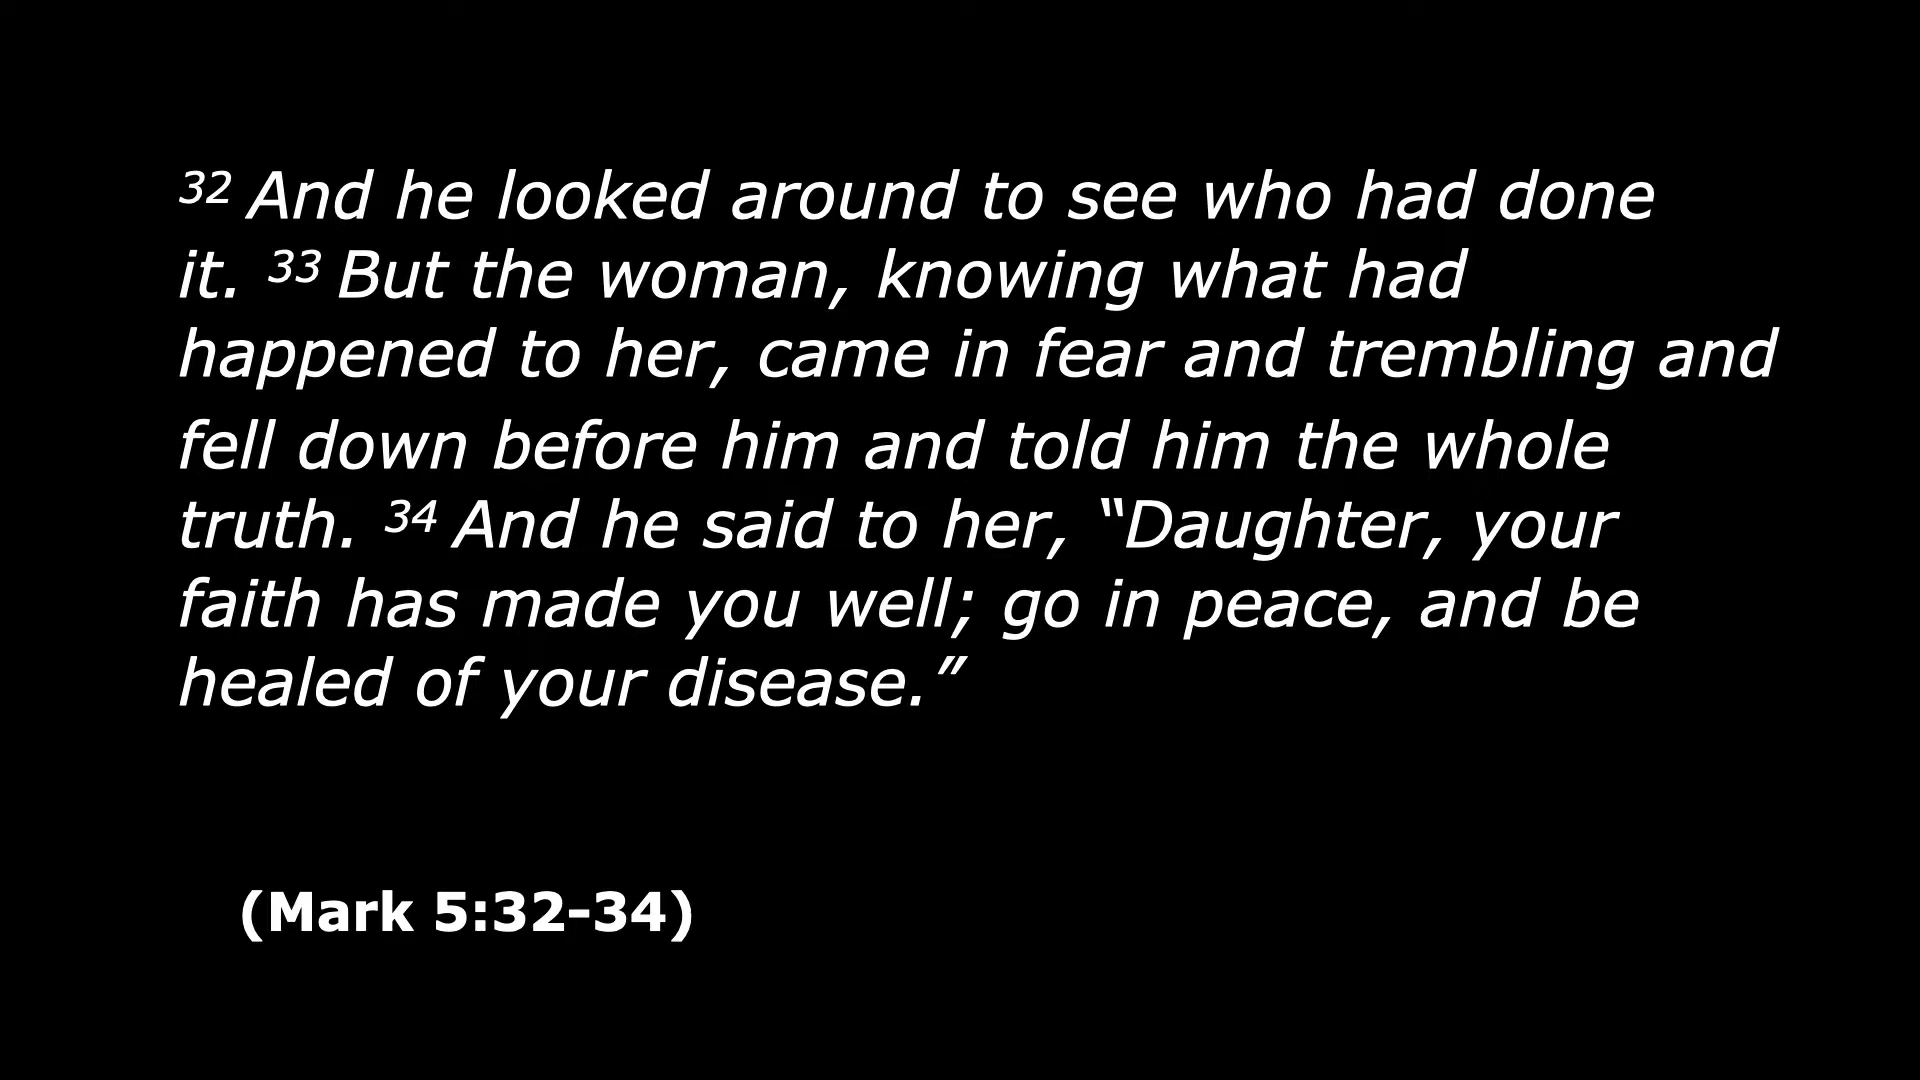 ³² And he looked around to see who had done
it. ³³ But the woman, knowing what had
happened to her, came in fear and trembling and
fell down before him and told him the whole
truth. ³⁴ And he said to her, “Daughter, your
faith has made you well; go in peace, and be
healed of your disease.”
(Mark 5:32-34)